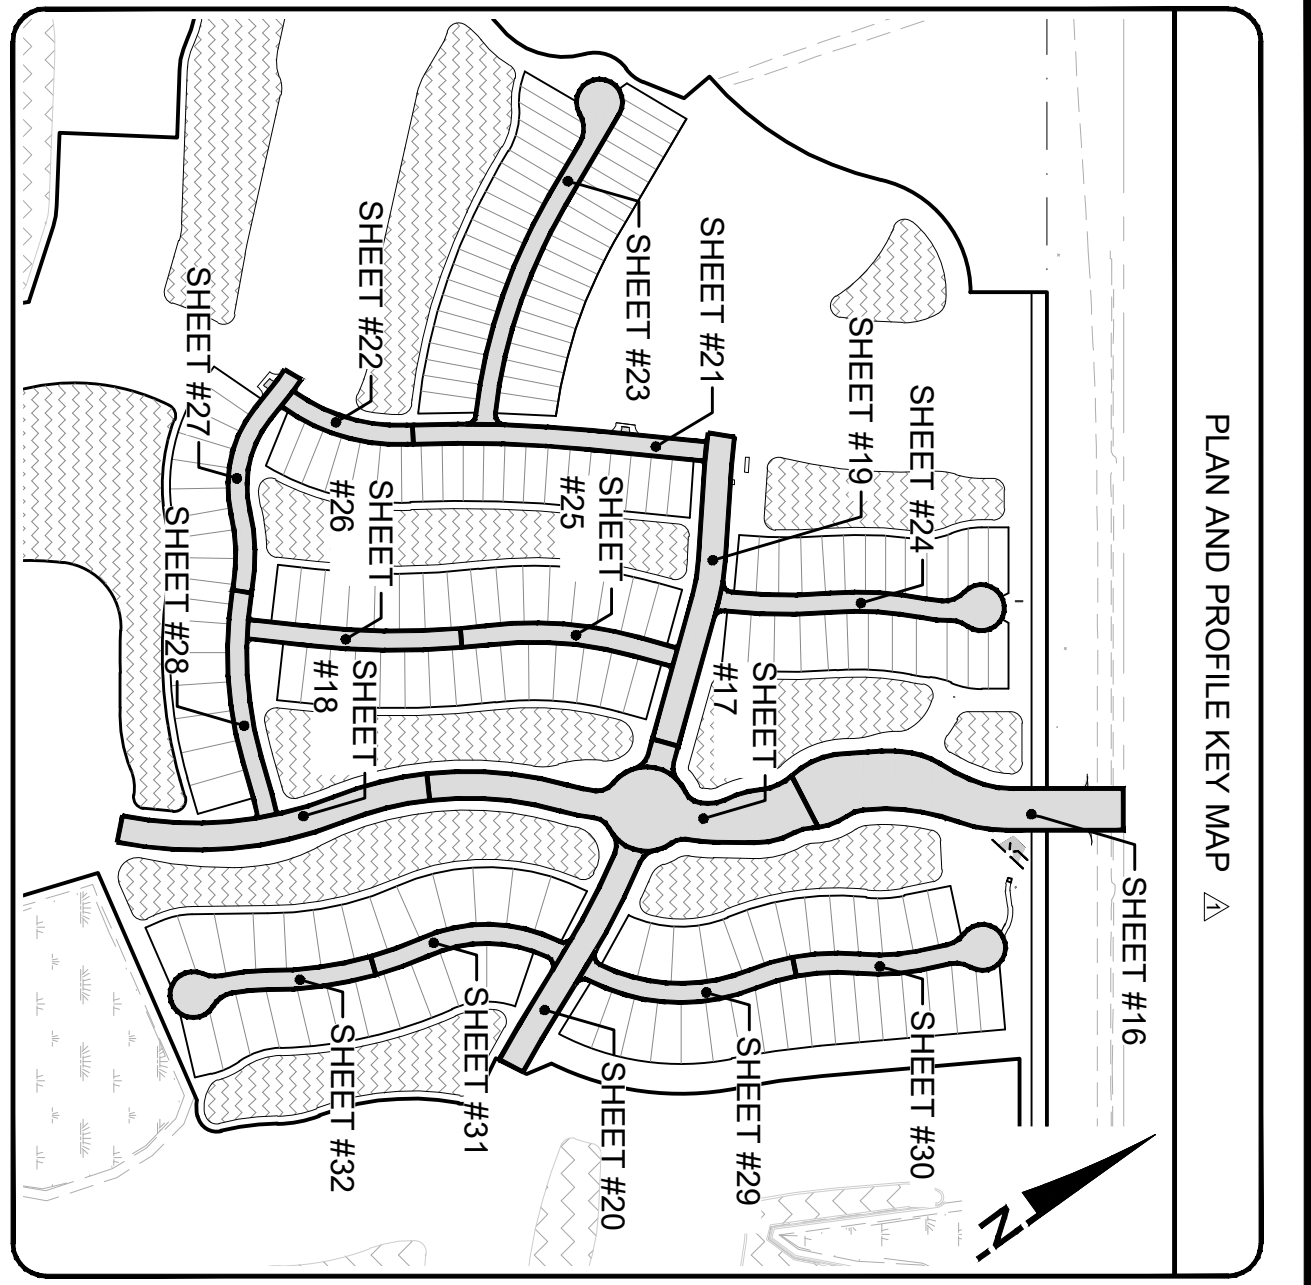 PLAN AND PROFILE KEY MAP 1
SHEET #16
SHEET #24
SHEET #19
SHEET
#17
SHEET #30
SHEET #29
SHEET #21
SHEET #23
SHEET
#25
SHEET #20
SHEET #31
SHEET #22
SHEET
#26
SHEET
#18
SHEET #32
SHEET #27
SHEET #28
N